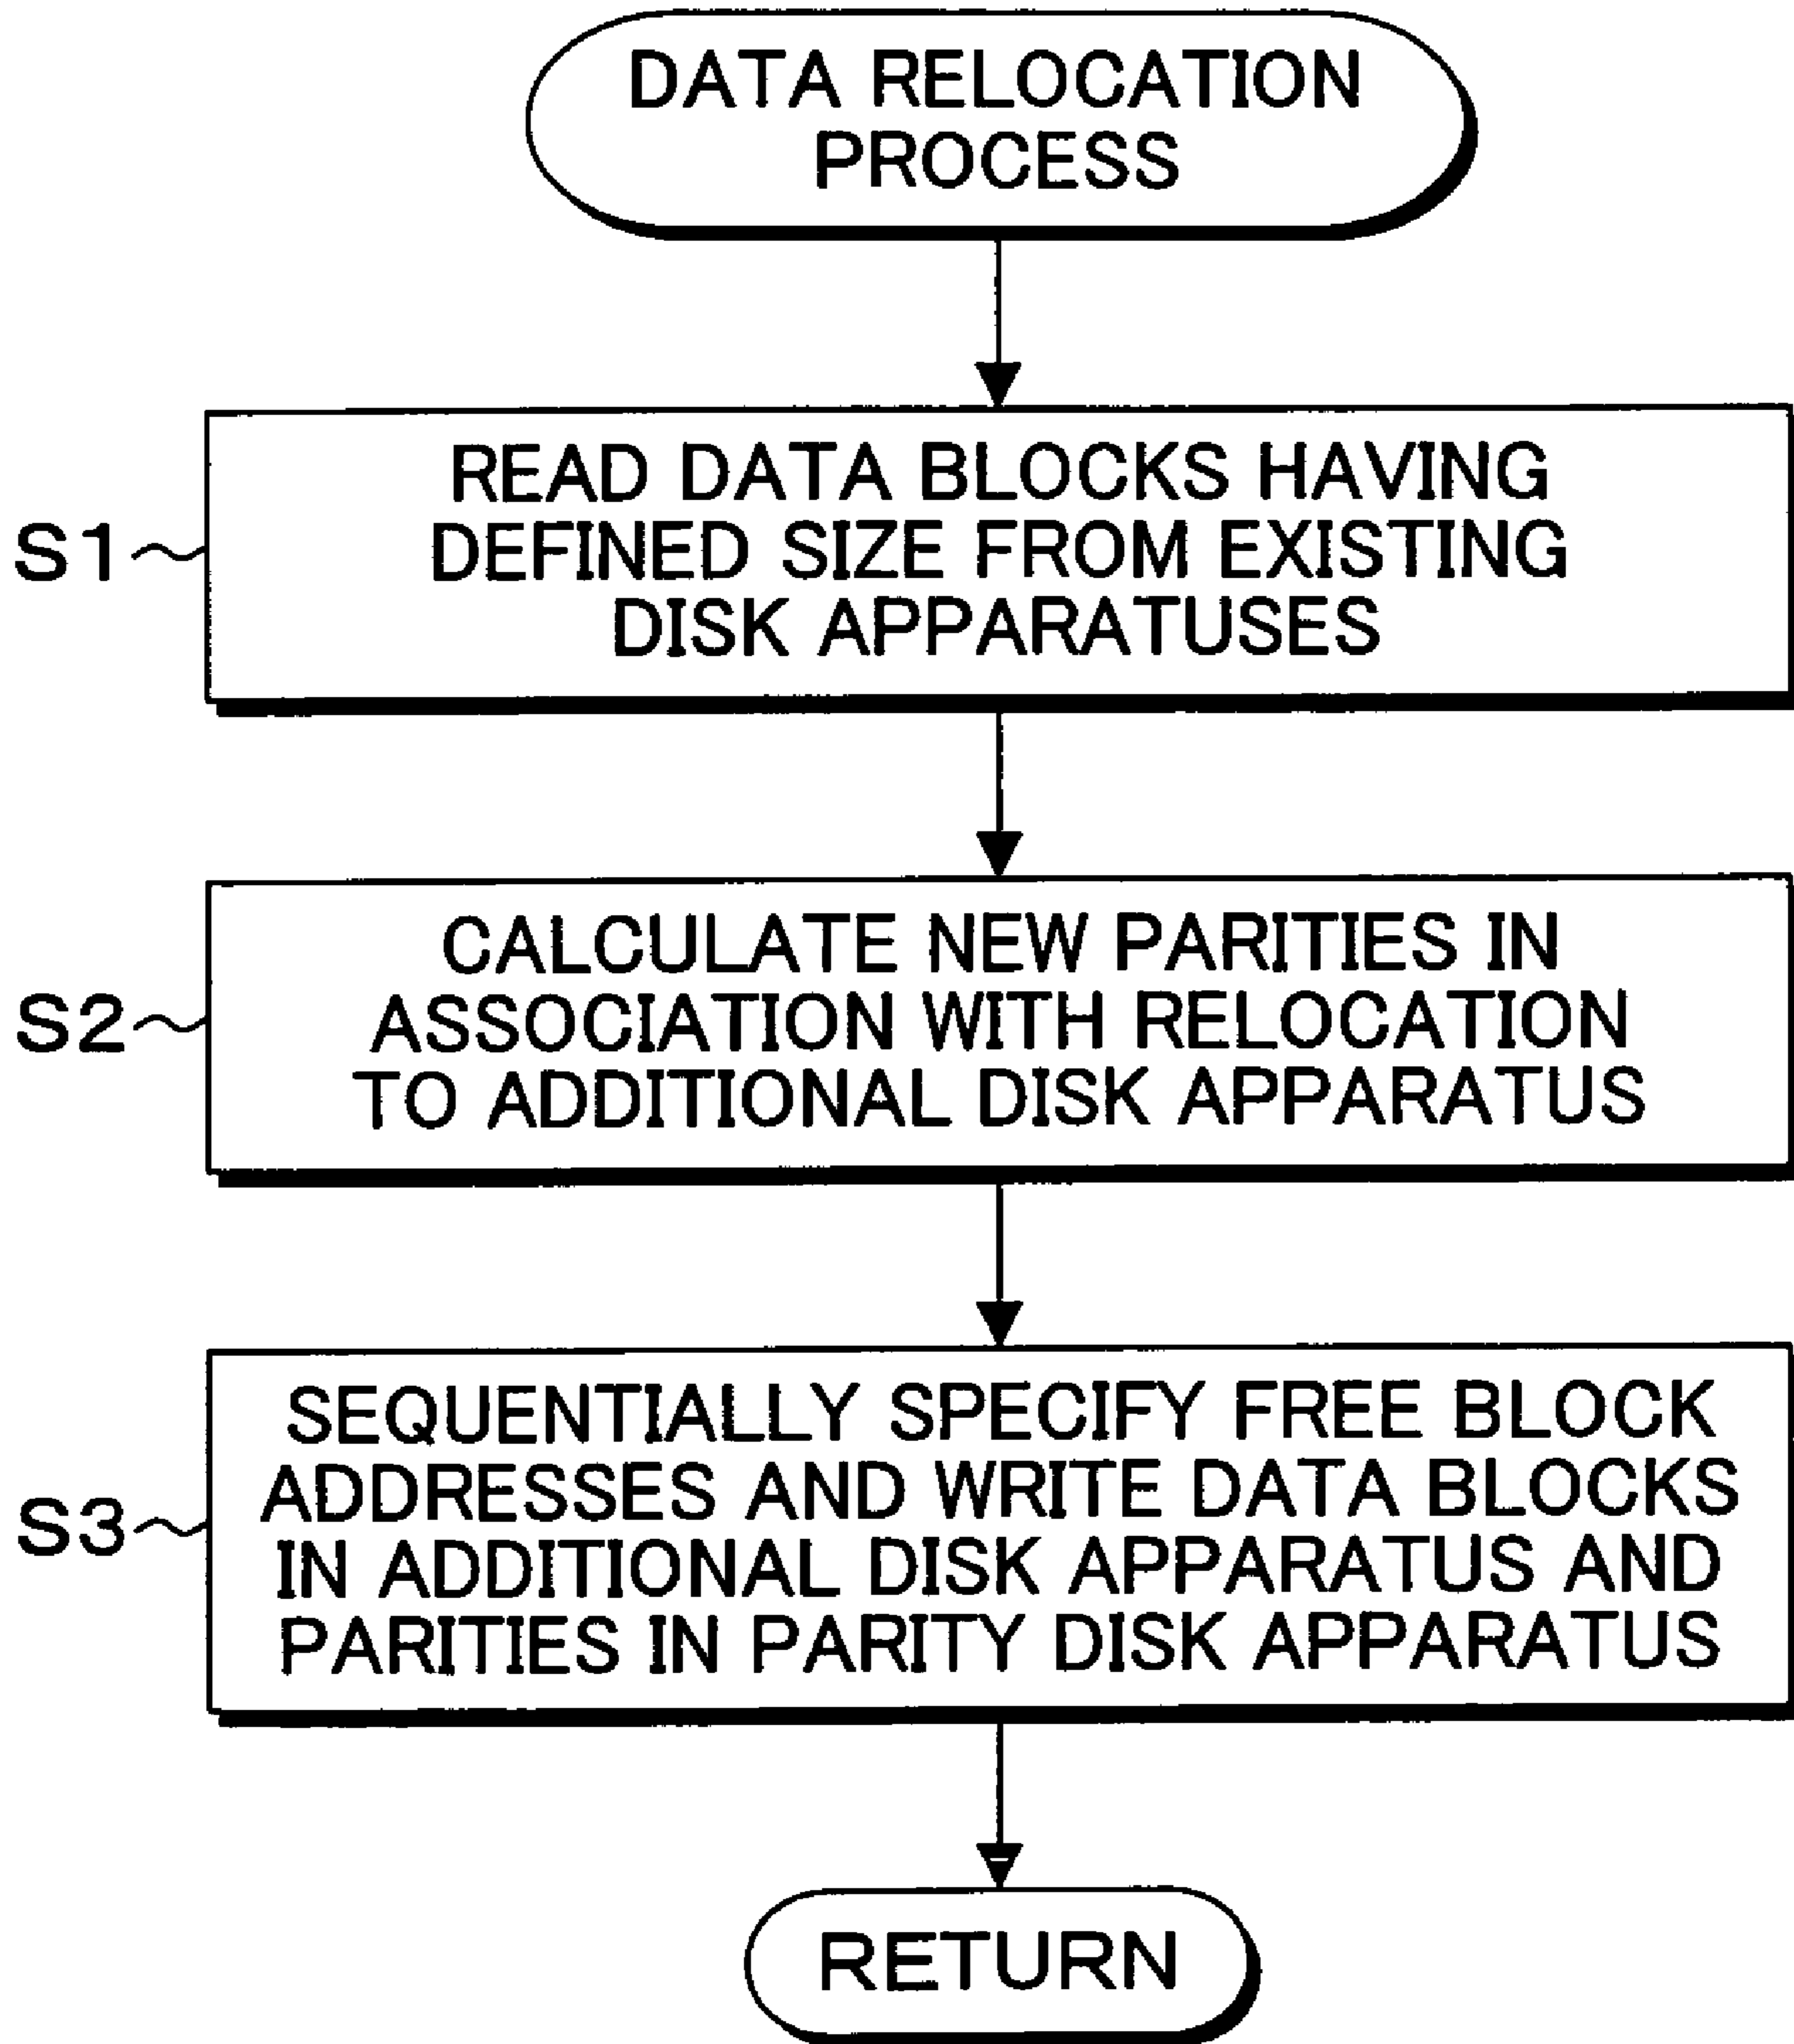 DATA RELOCATION
PROCESS
S1
READ DATA BLOCKS HAVING
DEFINED SIZE FROM EXISTING
DISK APPARATUSES
S2
CALCULATE NEW PARITIES IN
ASSOCIATION WITH RELOCATION
TO ADDITIONAL DISK APPARATUS
S3
SEQUENTIALLY SPECIFY FREE BLOCK
ADDRESSES AND WRITE DATA BLOCKS
IN ADDITIONAL DISK APPARATUS AND
PARITIES IN PARITY DISK APPARATUS
RETURN